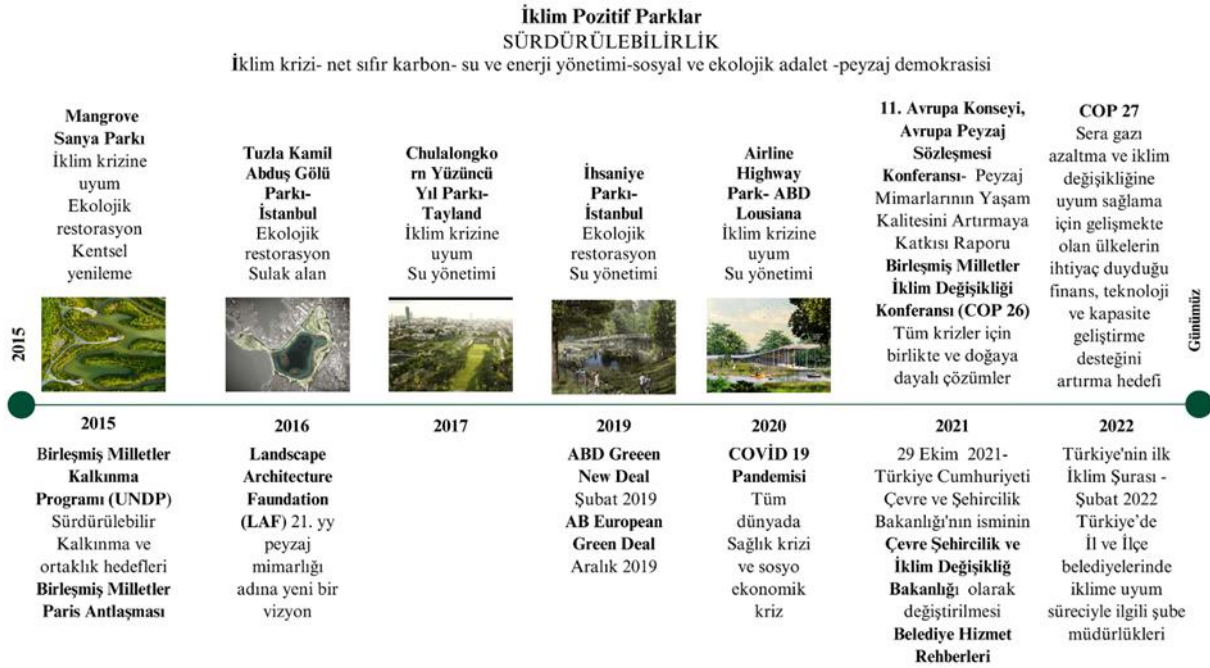 İklim Pozitif Parklar
SÜRDÜRÜLEBİLİRLİK
İklim krizi- net sıfır karbon- su ve enerji yönetimi-sosyal ve ekolojik adalet -peyzaj demokrasisi
2015
Mangrove
Sanya Parkı
İklim krizine
uyum
Ekolojik
restorasyon
Kentsel
yenileme
Tuzla Kamil
Abduş Gölü
Parkı-
İstanbul
Ekolojik
restorasyon
Sulak alan
Chulalongko
rn Yüzüncü
Yıl Parkı-
Tayland
İklim krizine
uyum
Su yönetimi
İhsaniye
Parkı-
İstanbul
Ekolojik
restorasyon
Su yönetimi
Airline
Highway
Park- ABD
Lousiana
İklim krizine
uyum
Su yönetimi
11. Avrupa Konseyi,
Avrupa Peyzaj
Sözleşmesi
Konferansı- Peyzaj
Mimarlarının Yaşam
Kalitesini Artırmaya
Katkısı Raporu
Birleşmiş Milletler
İklim Değişikliği
Konferansı (COP 26)
Tüm krizler için
birlikte ve doğaya
dayalı çözümler
COP 27
Sera gazı
azaltma ve iklim
değişikliğine
uyum sağlama
için gelişmekte
olan ülkelerin
ihtiyaç duyduğu
finans, teknoloji
ve kapasite
geliştirme
desteğini
artırma hedefi
Günümüz
2015
Birleşmiş Milletler
Kalkınma
Programı (UNDP)
Sürdürülebilir
Kalkınma ve
ortaklık hedefleri
Birleşmiş Milletler
Paris Antlaşması
2016
Landscape
Architecture
Faundation
(LAF) 21. yy
peyzaj
mimarlığı
adına yeni bir
vizyon
2017
2019
ABD Greeen
New Deal
Şubat 2019
AB European
Green Deal
Aralık 2019
2020
COVİD 19
Pandemisi
Tüm
dünyada
Sağlık krizi
ve sosyo
ekonomik
kriz
2021
29 Ekim 2021-
Türkiye Cumhuriyeti
Çevre ve Şehircilik
Bakanlığı'nın isminin
Çevre Şehircilik ve
İklim Değişikliğ
Bakanlığı olarak
değiştirilmesi
Belediye Hizmet
Rehberleri
2022
Türkiye'nin ilk
İklim Şurası -
Şubat 2022
Türkiye’de
İl ve İlçe
belediyelerinde
iklime uyum
süreciyle ilgili şube
müdürlükleri